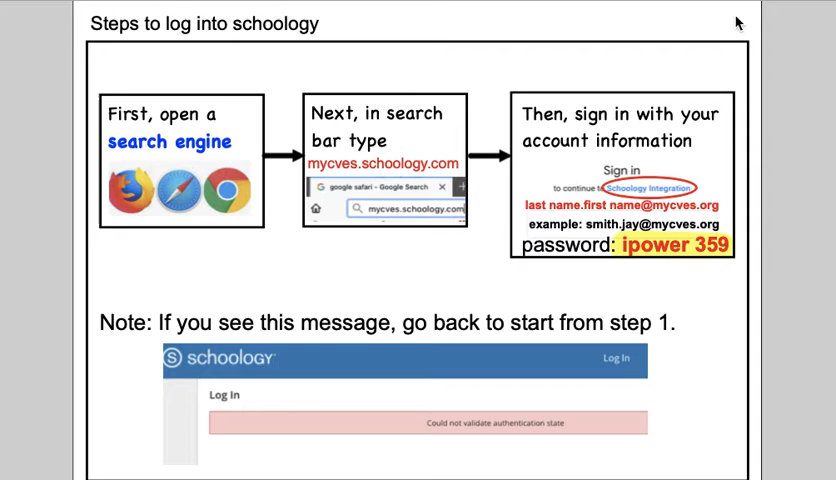 Steps to log into schoology
First, open a
search engine
Next, in search
bar type
mycves.schoology.com
google safari - Google Search
mycves.schoology.com
Then, sign in with your
account information
Sign in
to continue to Schoology Integration
last name.first name@mycves.org
example: smith.jay@mycves.org
password: ipower 359
Note: If you see this message, go back to start from step 1.
S schoology
Log In
Log In
Could not validate authentication state